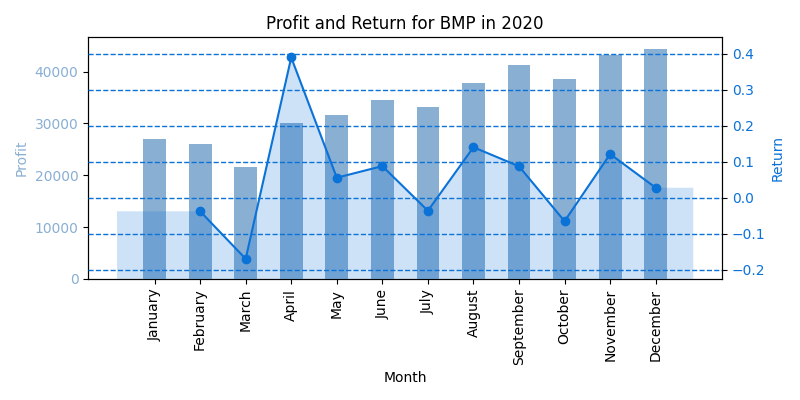 Profit and Return for BMP in 2020
Profit
40000
30000
20000
10000
0
0.4
0.3
0.2
0.1
0.0
−0.1
−0.2
Return
January
February
March
April
May
June
July
August
September
October
November
December
Month